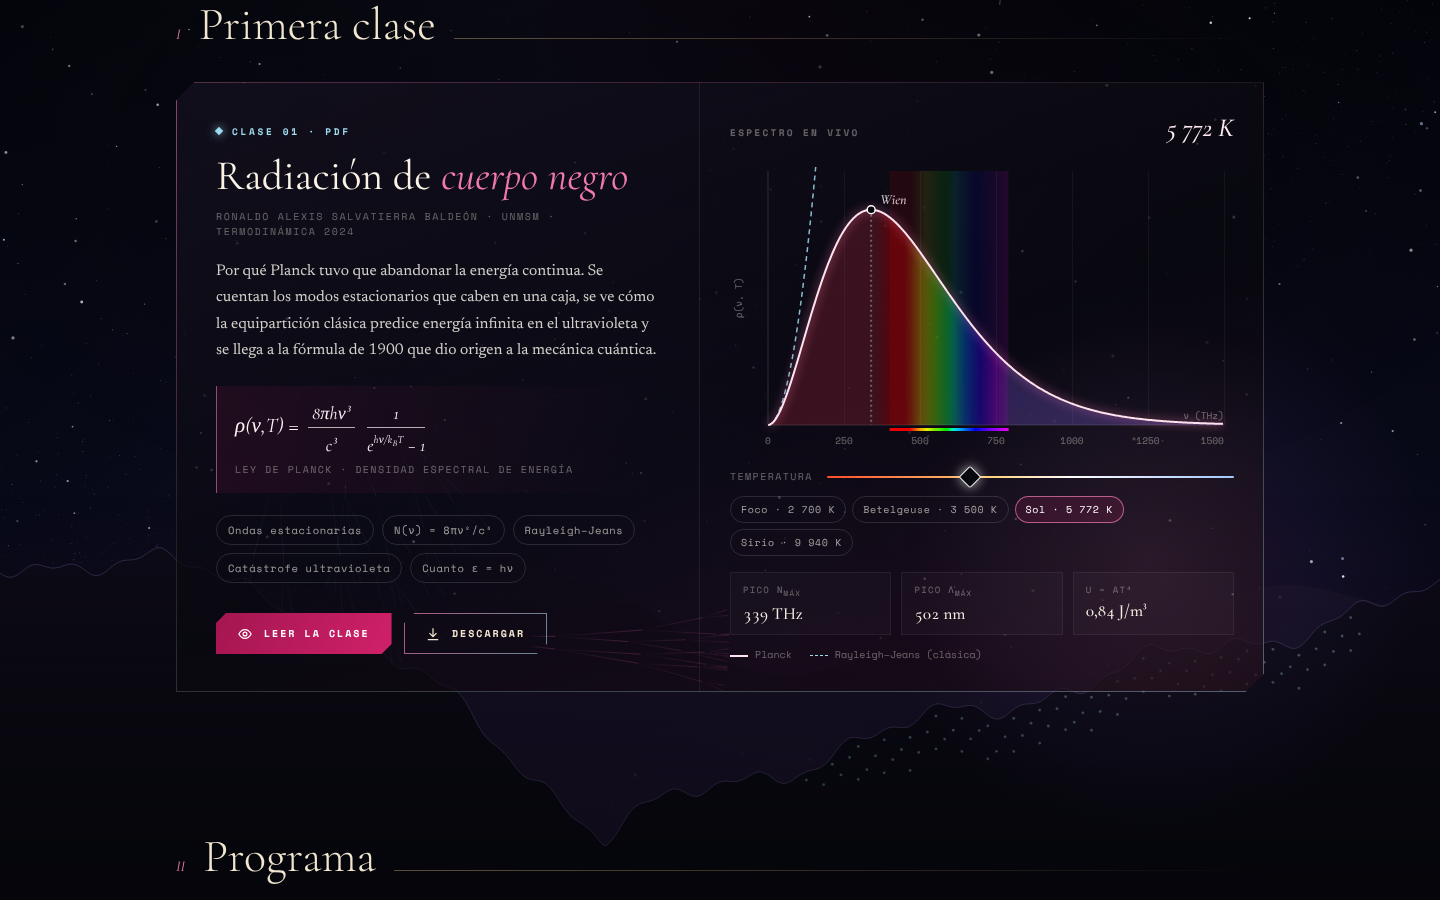 I · Primera clase
CLASE 01 · PDF
Radiación de cuerpo negro
RONALDO ALEXIS SALVATIERRA BALDEÓN · UNMSM ·
TERMODINÁMICA 2024
Por qué Planck tuvo que abandonar la energía continua. Se
cuentan los modos estacionarios que caben en una caja, se ve cómo
la equipartición clásica predice energía infinita en el ultravioleta y
se llega a la fórmula de 1900 que dio origen a la mecánica cuántica.
ρ(ν, T) = 8πhν³/c³ 1/(e^(hν/k_BT) − 1)
LEY DE PLANCK · DENSIDAD ESPECTRAL DE ENERGÍA
Ondas estacionarias
N(ν) = 8πν²/c³
Rayleigh–Jeans
Catástrofe ultravioleta
Cuanto ε = hν
LEER LA CLASE
DESCARGAR
ESPECTRO EN VIVO
5 772 K
Wien
ρ(ν, T)
ν (THz)
0 250 500 750 1000 1250 1500
TEMPERATURA
Foco · 2 700 K
Betelgeuse · 3 500 K
Sol · 5 772 K
Sirio · 9 940 K
PICO Ν_MÁX
339 THz
PICO Λ_MÁX
502 nm
U = AT⁴
0,84 J/m³
Planck
Rayleigh–Jeans (clásica)
II Programa